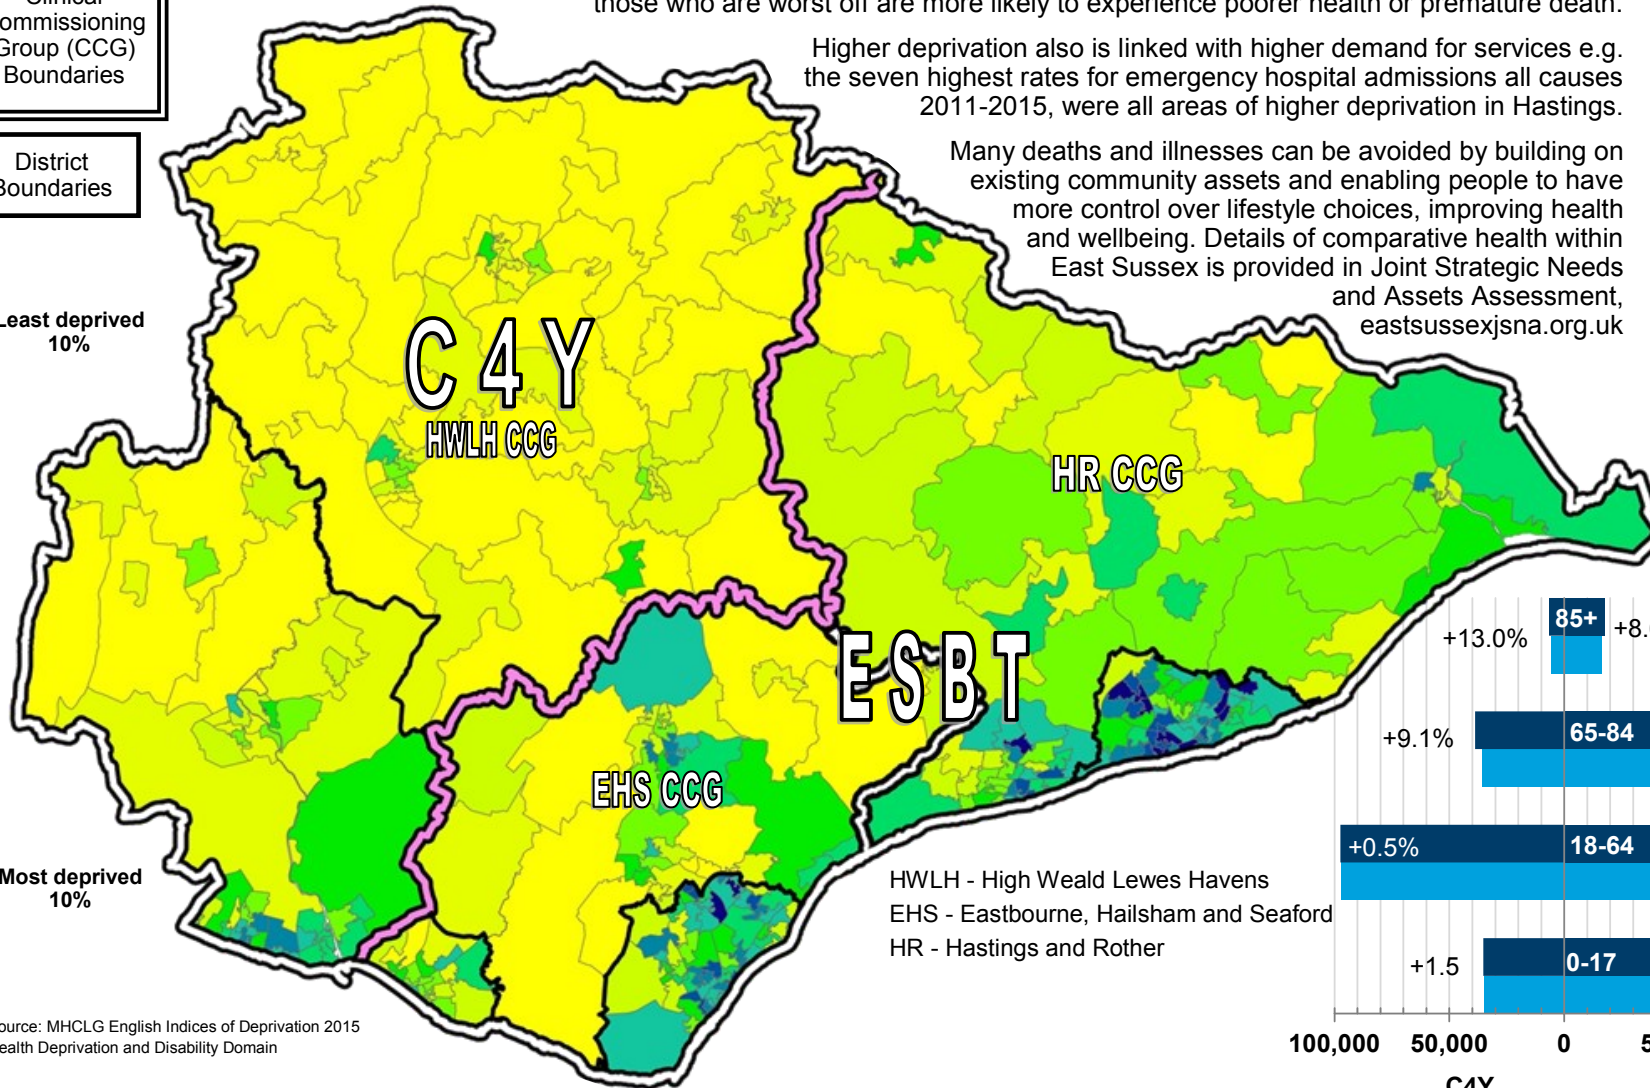 those who are worst off are more likely to experience poorer health or premature death.
Higher deprivation also is linked with higher demand for services e.g.
the seven highest rates for emergency hospital admissions all causes
2011-2015, were all areas of higher deprivation in Hastings.
Many deaths and illnesses can be avoided by building on
existing community assets and enabling people to have
more control over lifestyle choices, improving health
and wellbeing. Details of comparative health within
East Sussex is provided in Joint Strategic Needs
and Assets Assessment,
eastsussexjsna.org.uk
Clinical
ommissioning
Group (CCG)
Boundaries
District
Boundaries
Least deprived
10%
Most deprived
10%
C 4 Y
HWLH CCG
HR CCG
ESBT
EHS CCG
HWLH - High Weald Lewes Havens
EHS - Eastbourne, Hailsham and Seaford
HR - Hastings and Rother
+13.0% 85+ +8.
+9.1% 65-84
+0.5% 18-64
+1.5 0-17
100,000 50,000 0 5
C4Y
ource: MHCLG English Indices of Deprivation 2015
ealth Deprivation and Disability Domain